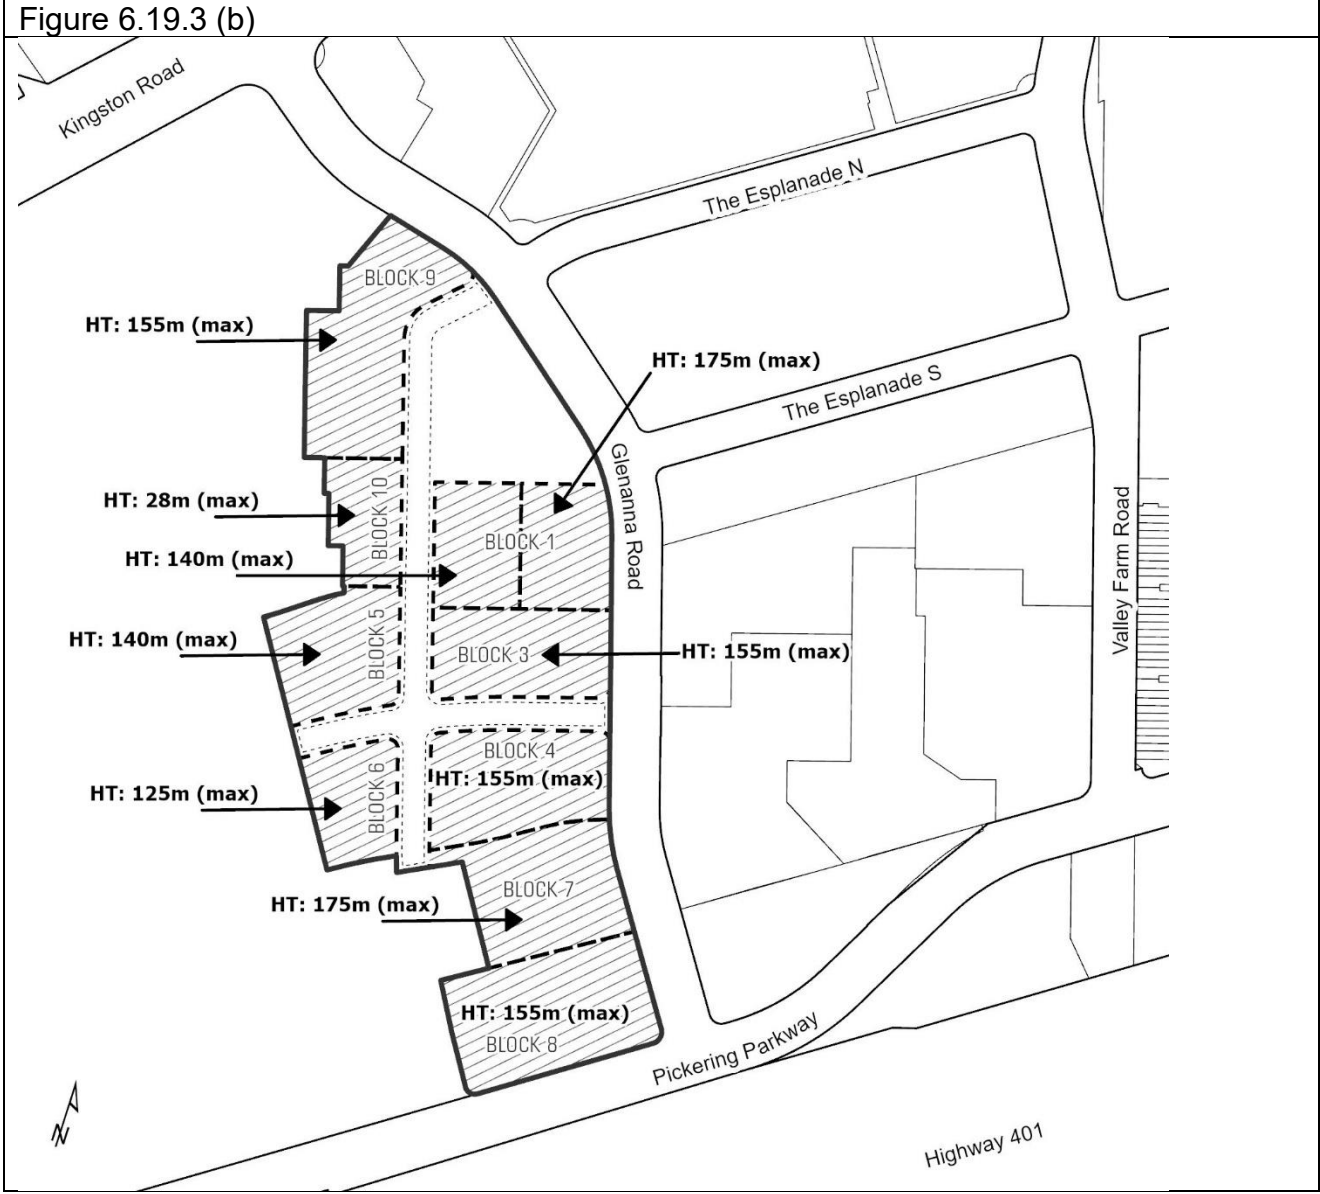 Figure 6.19.3 (b)
Kingston Road
The Esplanade N
BLOCK 9
HT: 155m (max)
HT: 175m (max)
The Esplanade S
Glenanna Road
HT: 28m (max)
BLOCK 10
BLOCK 1
Valley Farm Road
HT: 140m (max)
HT: 140m (max)
BLOCK 5
BLOCK 3
HT: 155m (max)
BLOCK 4
HT: 155m (max)
HT: 125m (max)
BLOCK 6
BLOCK 7
HT: 175m (max)
HT: 155m (max)
BLOCK 8
Pickering Parkway
N
Highway 401